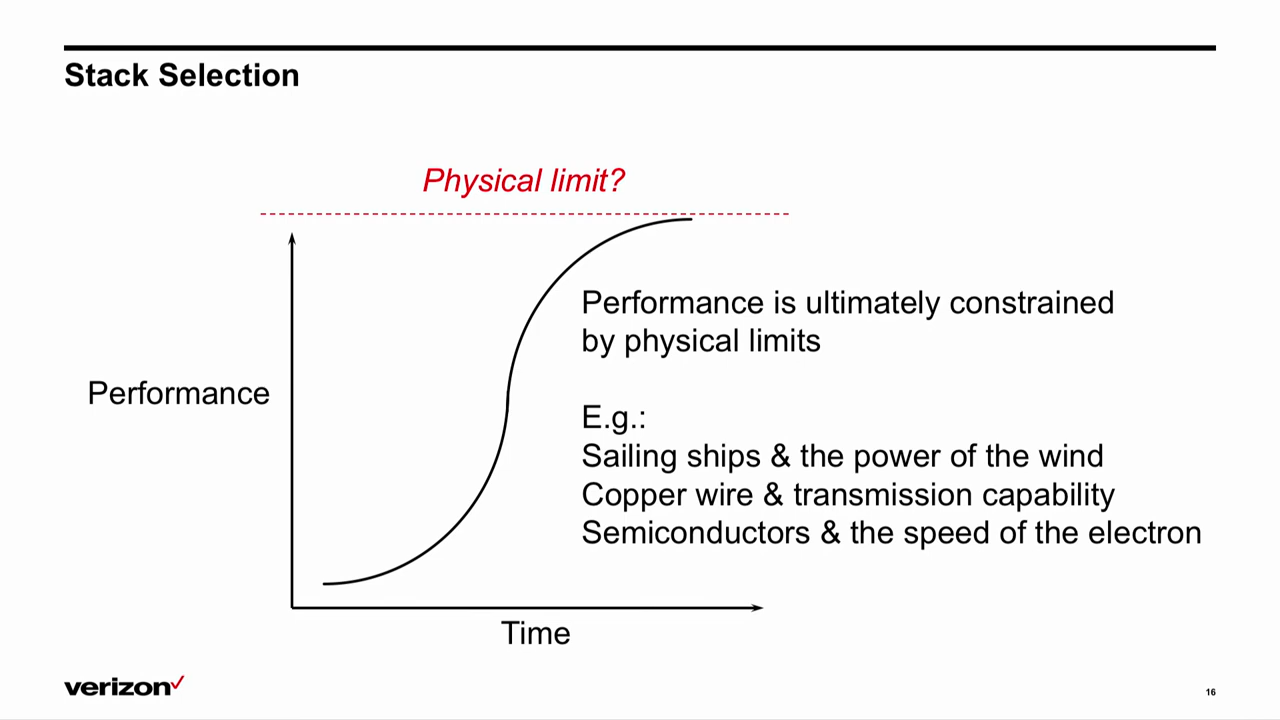 Stack Selection
Physical limit?
Performance is ultimately constrained
by physical limits
Performance
E.g.:
Sailing ships & the power of the wind
Copper wire & transmission capability
Semiconductors & the speed of the electron
Time
verizon
16